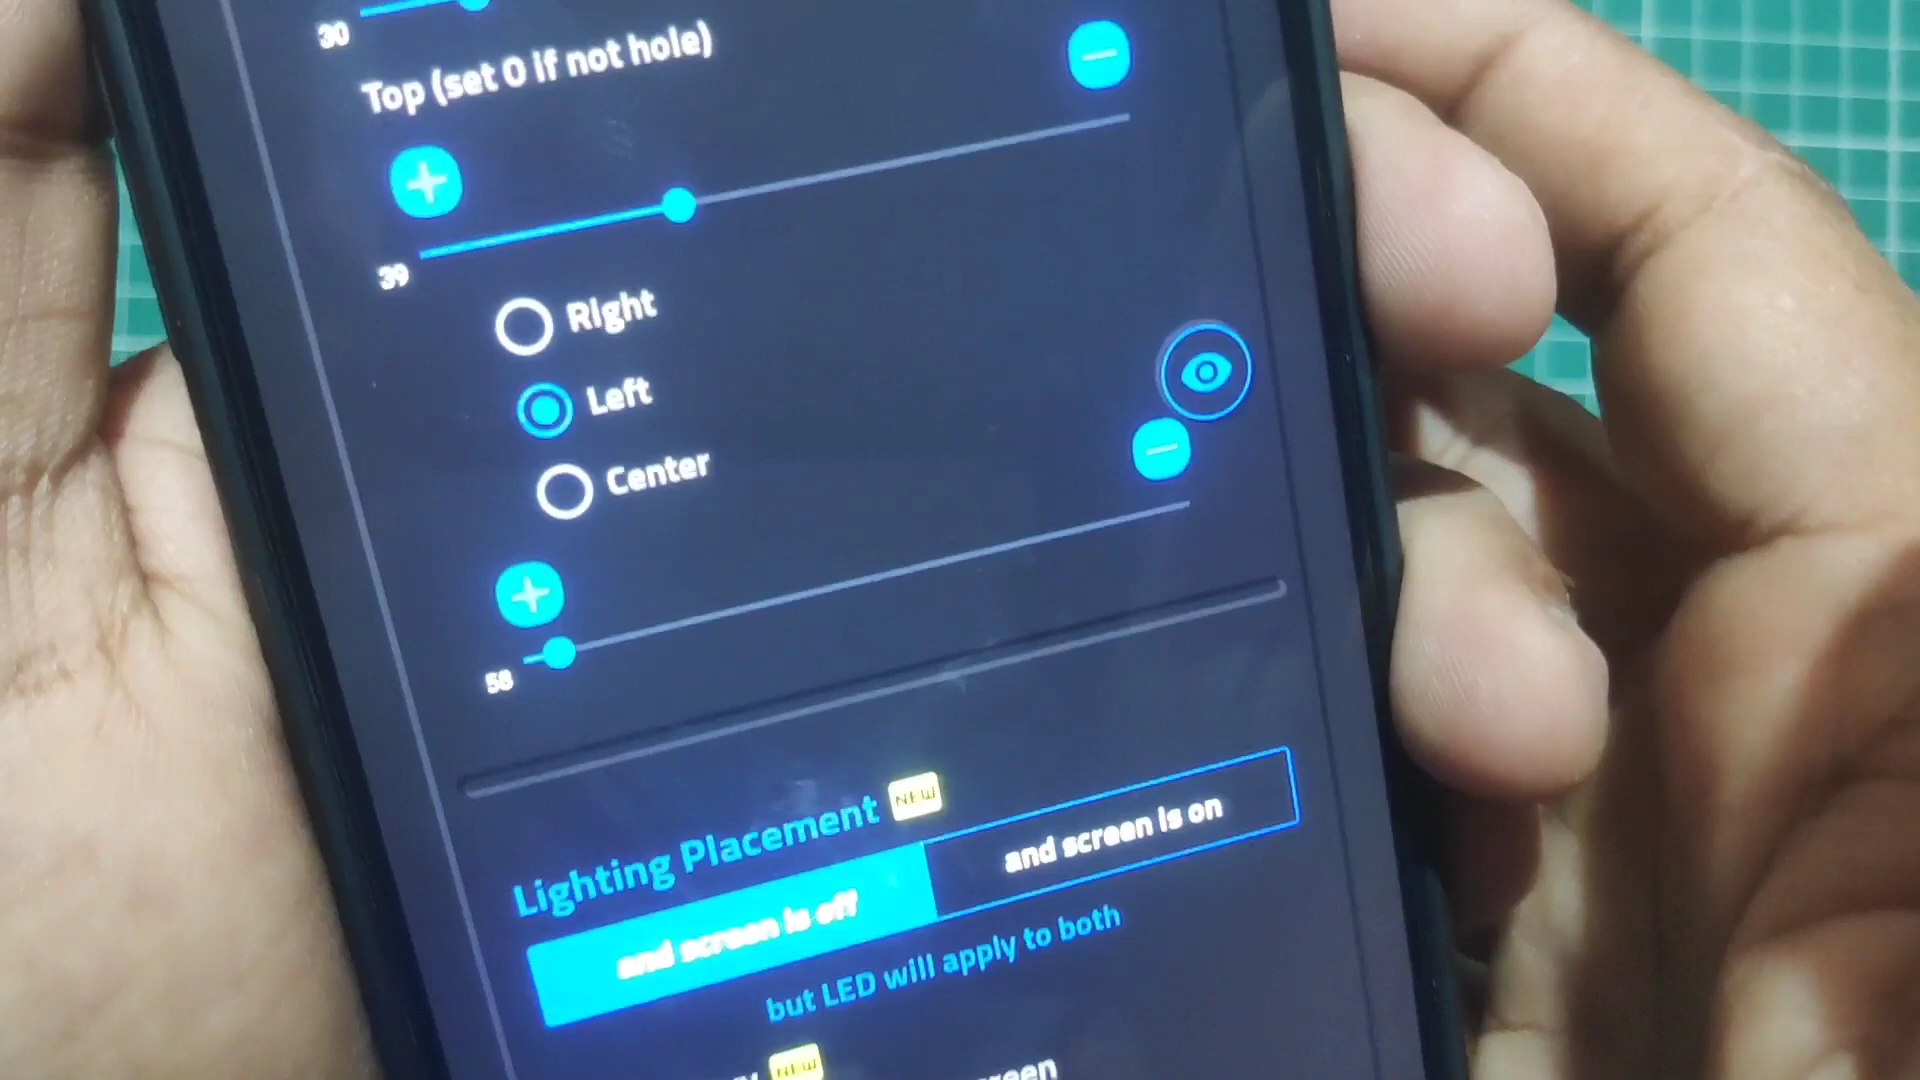 30
Top (set 0 if not hole)
39
Right
Left
Center
58
Lighting Placement NEW
and screen is off
and screen is on
but LED will apply to both
NEW